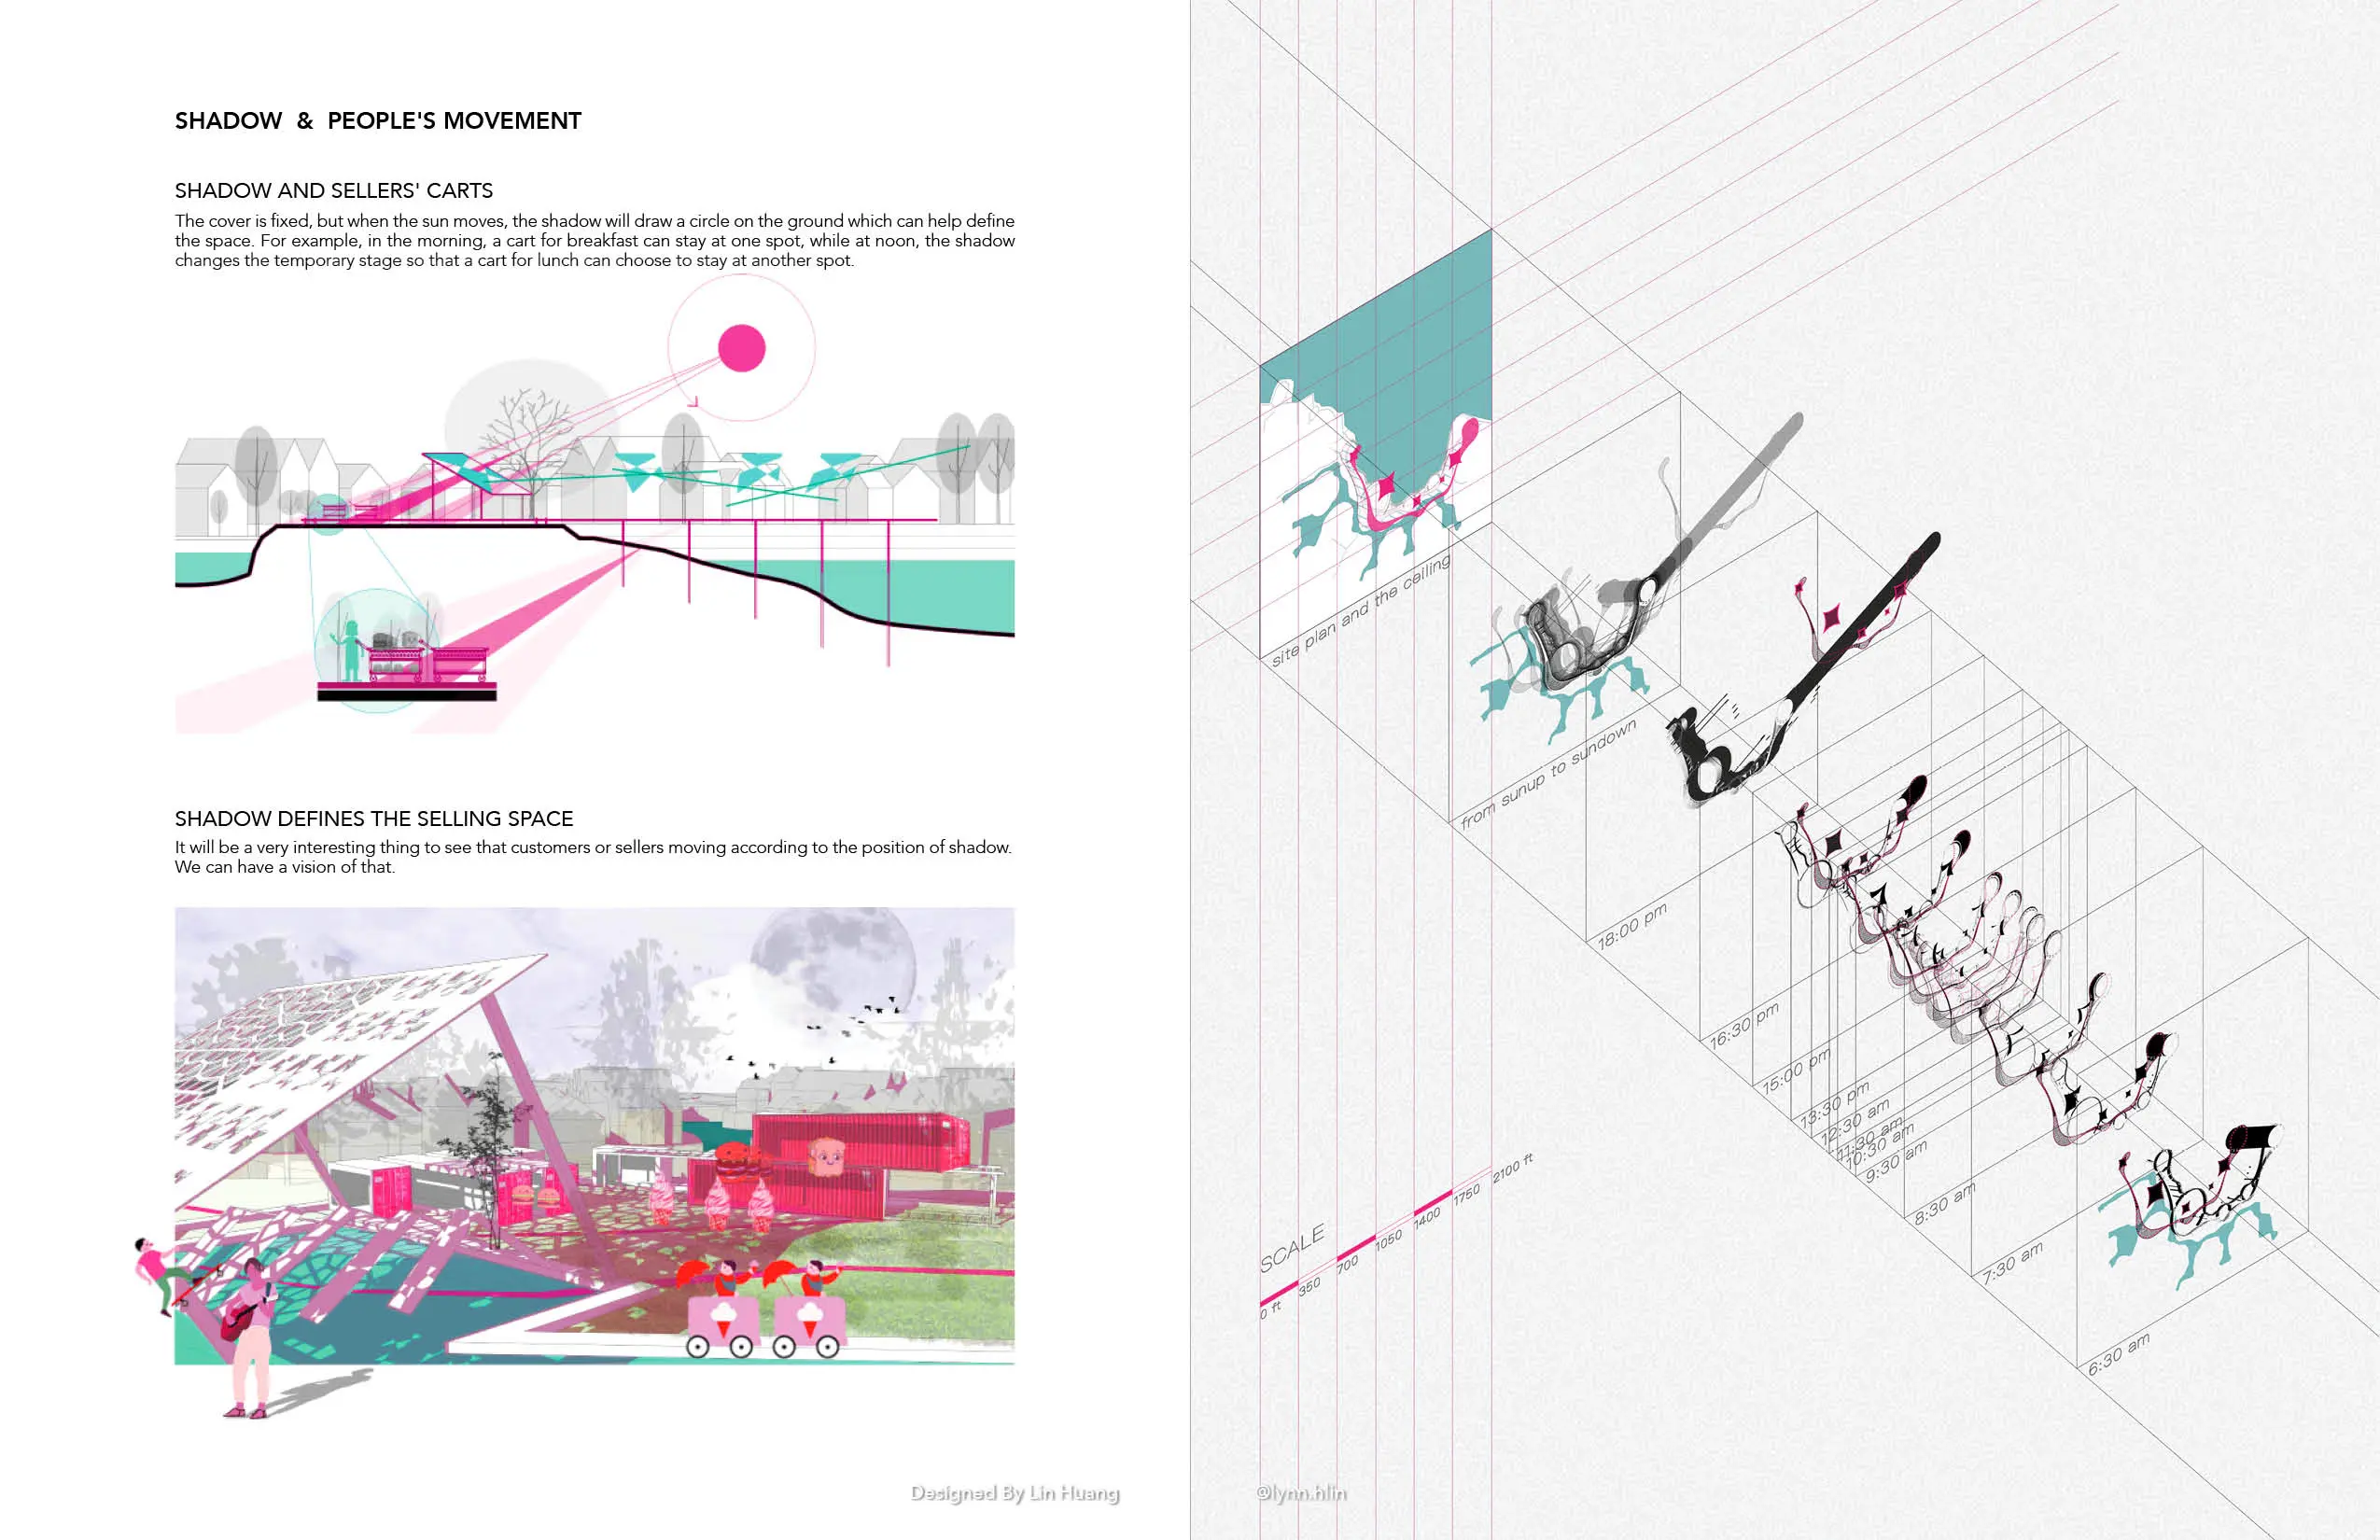 SHADOW & PEOPLE'S MOVEMENT
SHADOW AND SELLERS' CARTS
The cover is fixed, but when the sun moves, the shadow will draw a circle on the ground which can help define
the space. For example, in the morning, a cart for breakfast can stay at one spot, while at noon, the shadow
changes the temporary stage so that a cart for lunch can choose to stay at another spot.
SHADOW DEFINES THE SELLING SPACE
It will be a very interesting thing to see that customers or sellers moving according to the position of shadow.
We can have a vision of that.
Designed By Lin Huang
site plan and the ceiling
from sunup to sundown
18:00 pm
16:30 pm
15:00 pm
13:30 pm
12:30 am
11:30 am
10:30 am
9:30 am
8:30 am
7:30 am
6:30 am
SCALE
0 ft
350
700
1050
1400
1750
2100 ft
@lynn.hlin